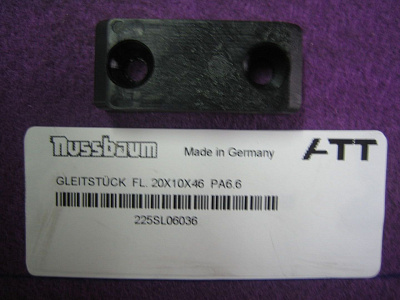 nussbaum Made in Germany ATT
GLEITSTÜCK FL. 20X10X46 PA6.6
225SL06036